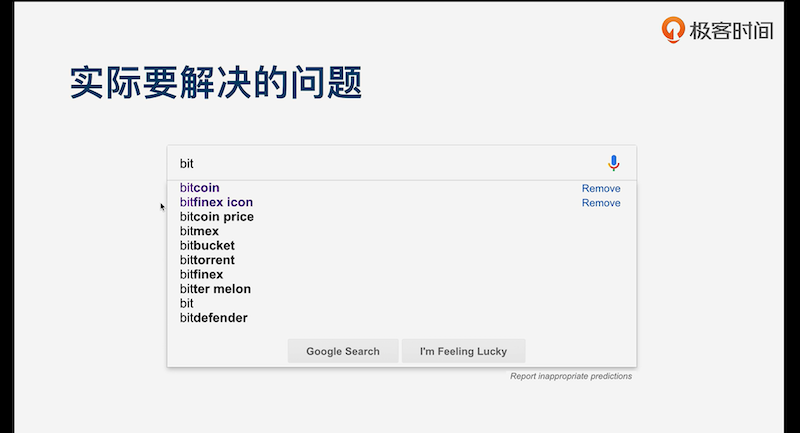 极客时间
实际要解决的问题
bit
bitcoin Remove
bitfinex icon Remove
bitcoin price
bitmex
bitbucket
bittorrent
bitfinex
bitter melon
bit
bitdefender
Google Search I'm Feeling Lucky
Report inappropriate predictions